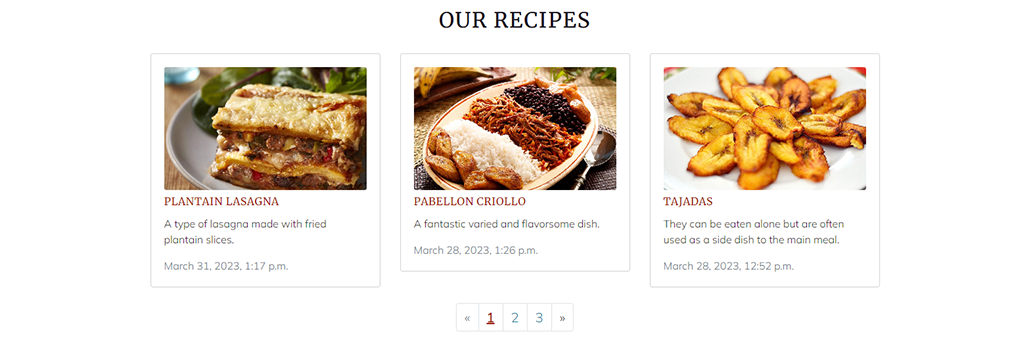 OUR RECIPES
PLANTAIN LASAGNA
A type of lasagna made with fried
plantain slices.
March 31, 2023, 1:17 p.m.
PABELLON CRIOLLO
A fantastic varied and flavorsome dish.
March 28, 2023, 1:26 p.m.
TAJADAS
They can be eaten alone but are often
used as a side dish to the main meal.
March 28, 2023, 12:52 p.m.
« 1 2 3 »